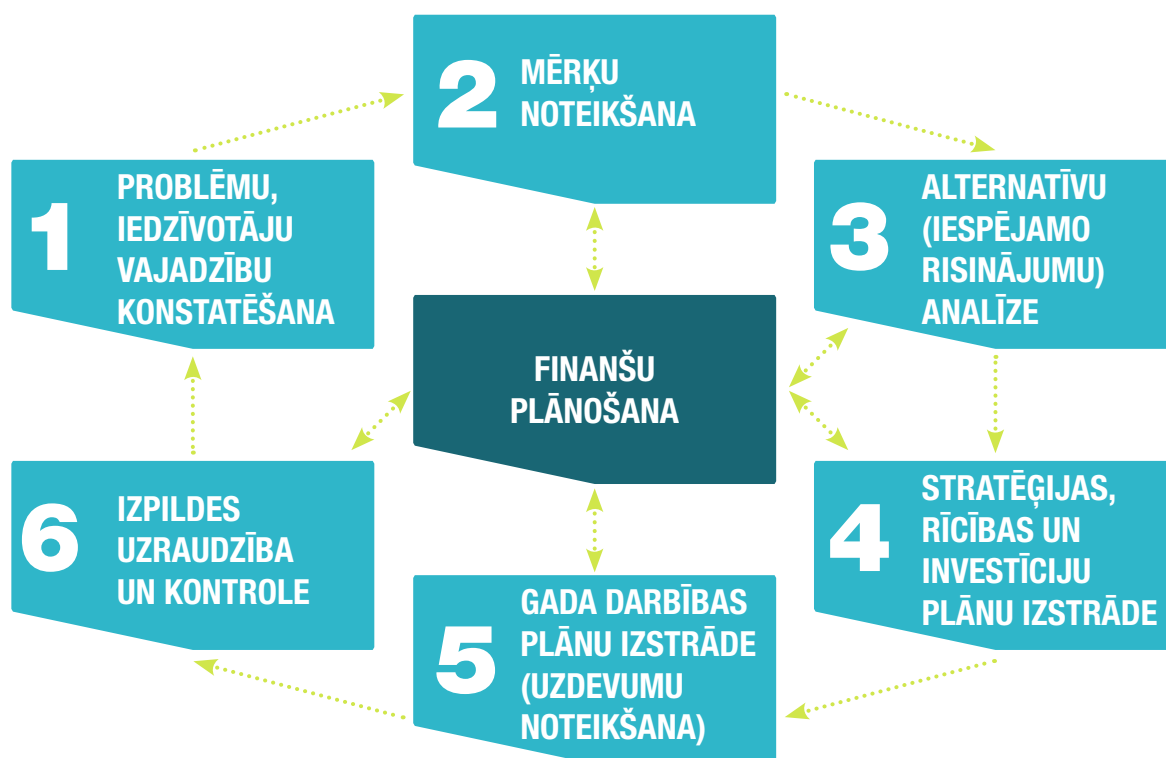 1
PROBLĒMU,
IEDZĪVOTĀJU
VAJADZĪBU
KONSTATĒŠANA
2
MĒRĶU
NOTEIKŠANA
3
ALTERNATĪVU
(IESPĒJAMO
RISINĀJUMU)
ANALĪZE
FINANŠU
PLĀNOŠANA
4
STRATĒĢIJAS,
RĪCĪBAS UN
INVESTĪCIJU
PLĀNU IZSTRĀDE
5
GADA DARBĪBAS
PLĀNU IZSTRĀDE
(UZDEVUMU
NOTEIKŠANA)
6
IZPILDES
UZRAUDZĪBA
UN KONTROLE